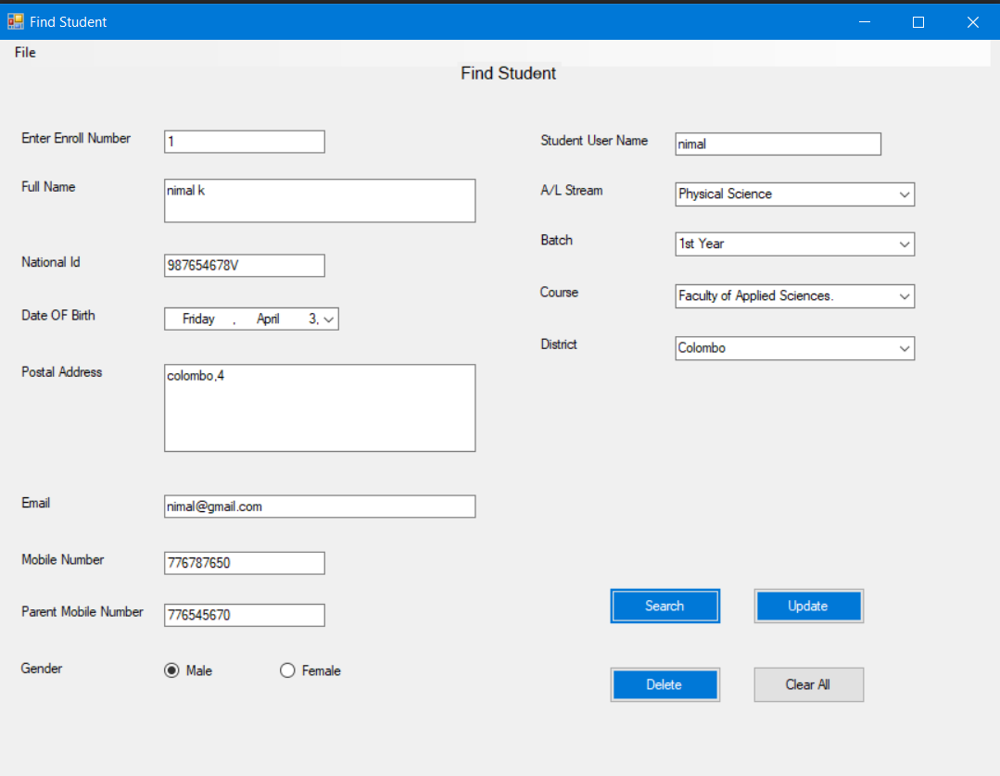 Find Student
File
Find Student
Enter Enroll Number
1
Full Name
nimal k
National Id
987654678V
Date OF Birth
Friday , April 3,
Postal Address
colombo,4
Email
nimal@gmail.com
Mobile Number
776787650
Parent Mobile Number
776545670
Gender
Male Female
Student User Name
nimal
A/L Stream
Physical Science
Batch
1st Year
Course
Faculty of Applied Sciences.
District
Colombo
Search Update
Delete Clear All